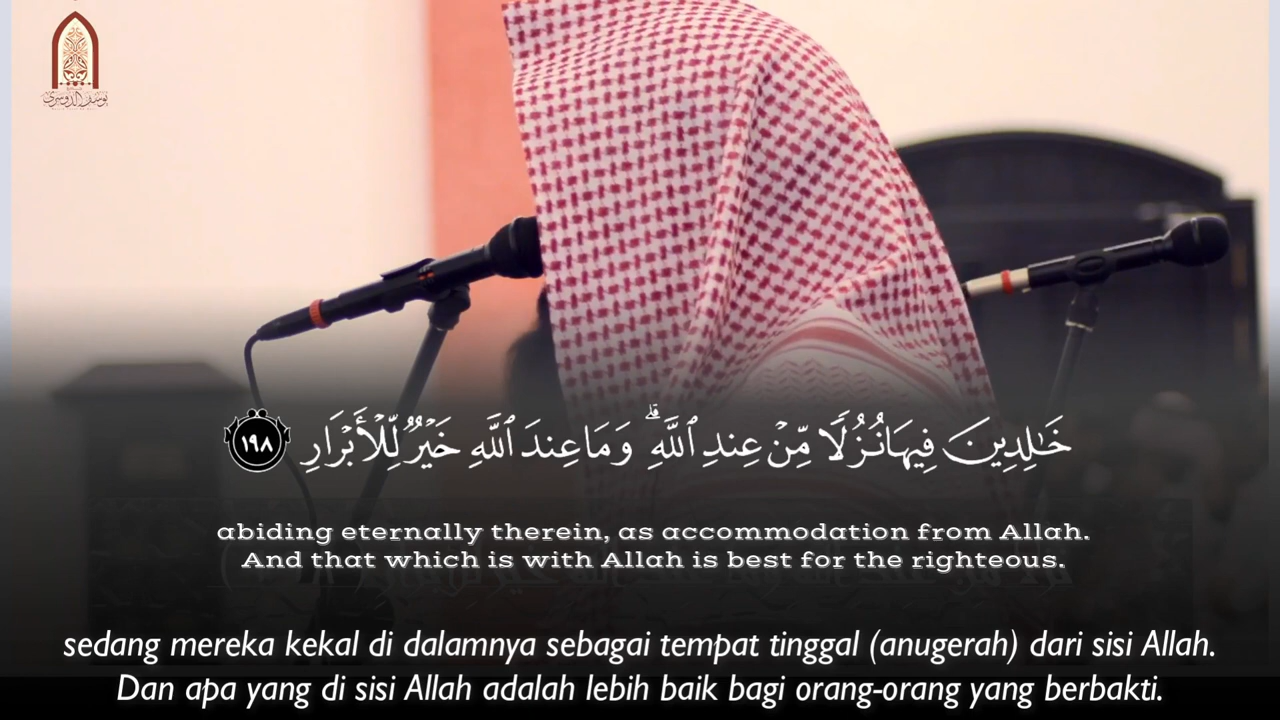 ياسر الدوسري
خَٰلِدِينَ فِيهَا نُزُلًا مِّنْ عِندِ ٱللَّهِ ۗ وَمَا عِندَ ٱللَّهِ خَيْرٌ لِّلْأَبْرَارِ ١٩٨
abiding eternally therein, as accommodation from Allah.
And that which is with Allah is best for the righteous.
sedang mereka kekal di dalamnya sebagai tempat tinggal (anugerah) dari sisi Allah.
Dan apa yang di sisi Allah adalah lebih baik bagi orang-orang yang berbakti.